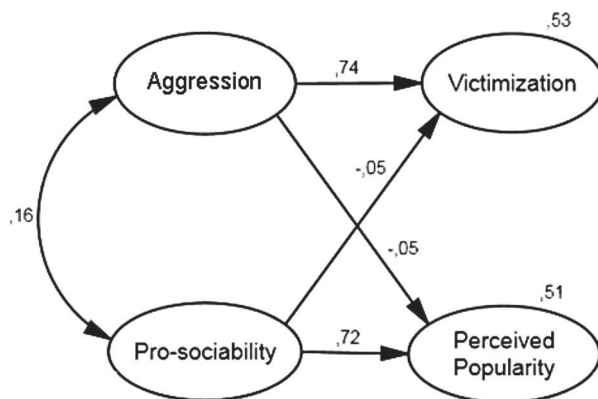 ,53
Aggression
,74
Victimization
-,05
,16
-,05
,51
Pro-sociability
,72
Perceived
Popularity